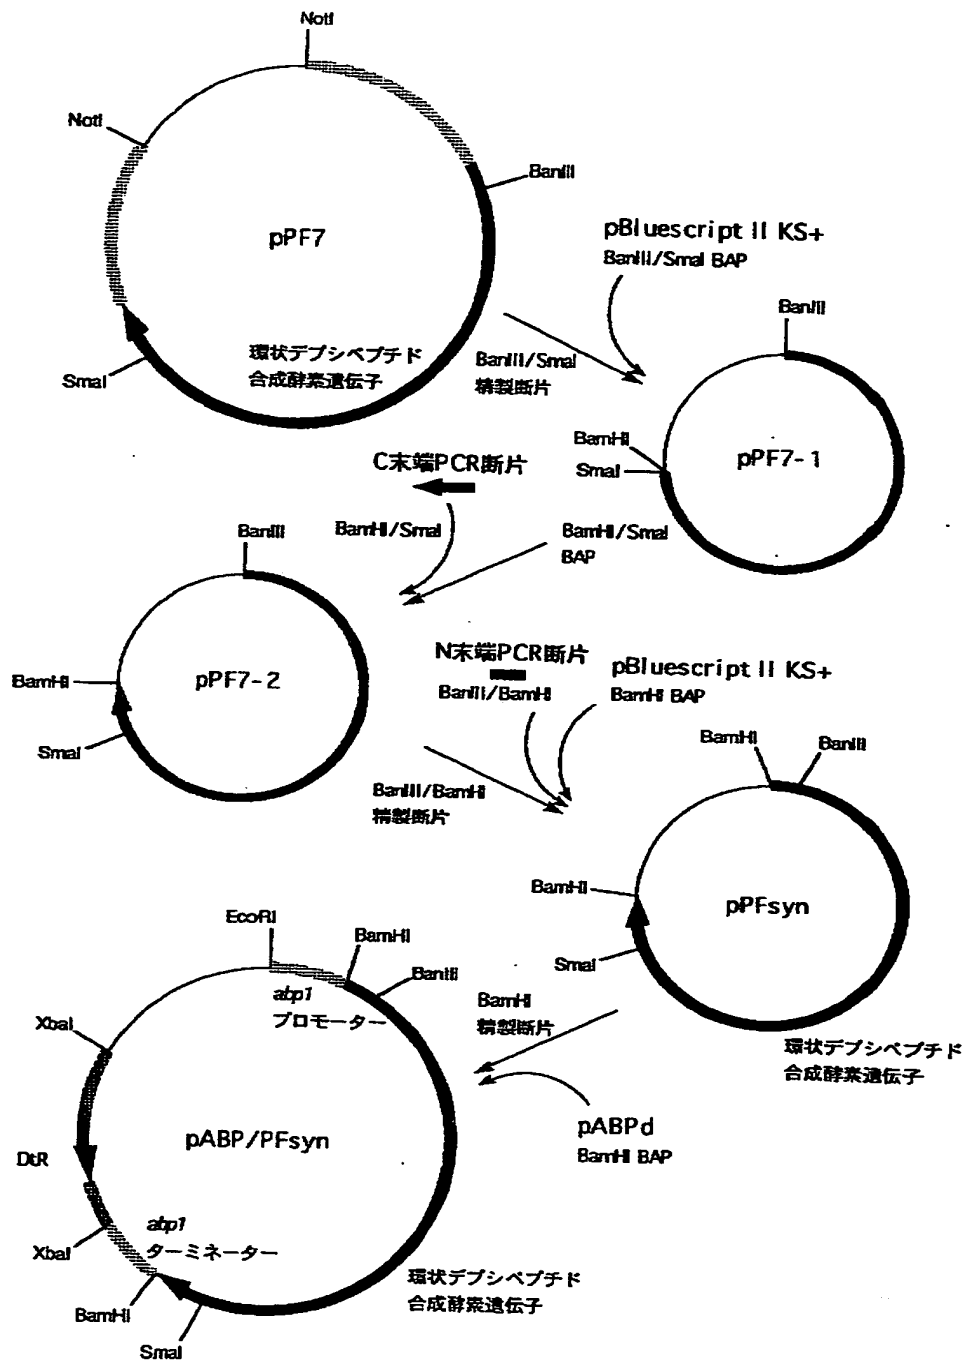 NotI
NotI
BanIII
pPF7
pBluescript II KS+
BanIII/SmaI BAP
BanIII
環状デプシペプチド
合成酵素遺伝子
BanIII/SmaI
精製断片
SmaI
BamHI
SmaI
pPF7-1
C末端PCR断片
BamHI/SmaI
BamHI/SmaI
BAP
BanIII
N末端PCR断片
BanIII/BamHI
pBluescript II KS+
BamHI BAP
BamHI
pPF7-2
SmaI
BamHI
BanIII
BanIII/BamHI
精製断片
BamHI
pPFsyn
SmaI
EcoRI
BamHI
BanIII
abp1
プロモーター
BamHI
精製断片
XbaI
環状デプシペプチド
合成酵素遺伝子
pABPd
BamHI BAP
pABP/PFsyn
DtR
abp1
ターミネーター
XbaI
環状デプシペプチド
合成酵素遺伝子
BamHI
SmaI